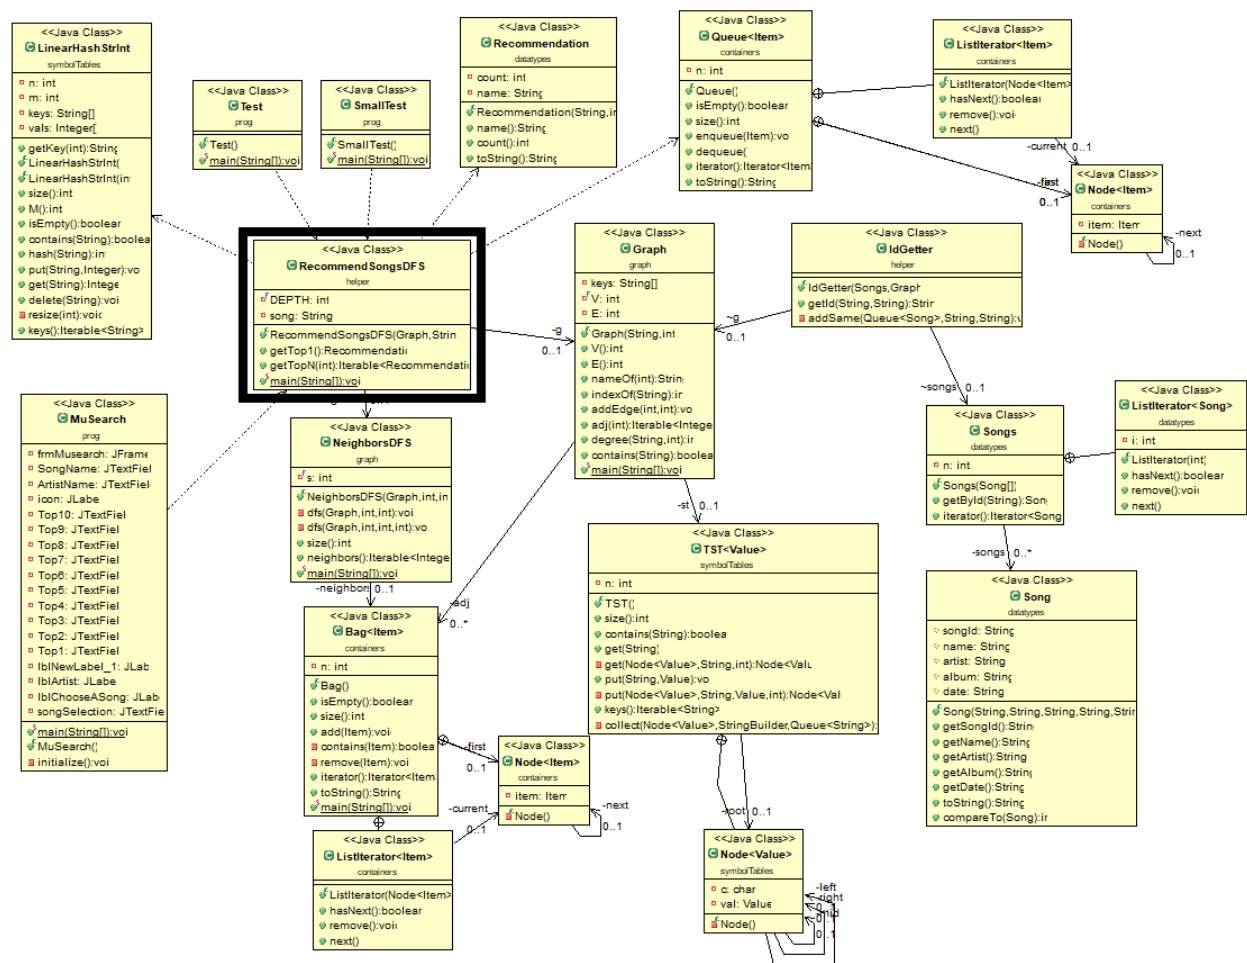 <<Java Class>>
LinearHashStrInt
symbolTables
n: int
m: int
keys: String[]
vals: Integer[
getKey(int):String
LinearHashStrInt(
LinearHashStrInt(in
size():int
M():int
isEmpty():boolear
contains(String):boolea
hash(String):in
put(String,Integer):vo
get(String):Intege
delete(String):voi
resize(int):voic
keys():Iterable<String>
<<Java Class>>
Test
prog
Test()
main(String[]):voi
<<Java Class>>
SmallTest
prog
SmallTest()
main(String[]):voi
<<Java Class>>
Recommendation
datatypes
count: int
name: String
Recommendation(String,in
name():String
count():int
toString():String
<<Java Class>>
Queue<Item>
containers
n: int
Queue()
isEmpty():boolear
size():int
enqueue(Item):vo
dequeue(
iterator():Iterator<Item
toString():String
<<Java Class>>
ListIterator<Item>
containers
ListIterator(Node<Item>
hasNext():boolear
remove():voi
next()
-current 0..1
-first
0..1
<<Java Class>>
Node<Item>
containers
item: Item
Node()
-next
0..1
<<Java Class>>
RecommendSongsDFS
helper
DEPTH: int
song: String
RecommendSongsDFS(Graph,Strin
getTop1():Recommendatic
getTopN(int):Iterable<Recommendatic
main(String[]):voi
-g
0..1
<<Java Class>>
Graph
graph
keys: String[]
V: int
E: int
Graph(String,int
V():int
E():int
nameOf(int):String
indexOf(String):ir
addEdge(int,int):vo
adj(int):Iterable<Intege
degree(String,int):ir
contains(String):boolea
main(String[]):voi
<<Java Class>>
IdGetter
helper
IdGetter(Songs,Graph
getId(String,String):Strir
addSame(Queue<Song>,String,String):v
~g
0..1
~songs 0..1
<<Java Class>>
MuSearch
prog
frmMusearch: JFrame
SongName: JTextFiel
ArtistName: JTextFiel
icon: JLabe
Top10: JTextFiel
Top9: JTextFiel
Top8: JTextFiel
Top7: JTextFiel
Top6: JTextFiel
Top5: JTextFiel
Top4: JTextFiel
Top3: JTextFiel
Top2: JTextFiel
Top1: JTextFiel
lblNewLabel_1: JLab
lblArtist: JLabe
lblChooseASong: JLab
songSelection: JTextFie
main(String[]):voi
MuSearch()
initialize():voi
<<Java Class>>
NeighborsDFS
graph
s: int
NeighborsDFS(Graph,int,in
dfs(Graph,int,int):voi
dfs(Graph,int,int,int):vo
size():int
neighbors():Iterable<Intege
main(String[]):voi
-neighbors 0..1
-adj
0..*
-st 0..1
<<Java Class>>
Songs
datatypes
n: int
Songs(Song[])
getById(String):Son
iterator():Iterator<Song
<<Java Class>>
ListIterator<Song>
datatypes
i: int
ListIterator(int)
hasNext():boolear
remove():voi
next()
-songs 0..*
<<Java Class>>
Song
datatypes
songId: String
name: String
artist: String
album: String
date: String
Song(String,String,String,String,Strir
getSongId():String
getName():String
getArtist():String
getAlbum():String
getDate():String
toString():String
compareTo(Song):ir
<<Java Class>>
TST<Value>
symbolTables
n: int
TST()
size():int
contains(String):boolea
get(String)
get(Node<Value>,String,int):Node<Valu
put(String,Value):vo
put(Node<Value>,String,Value,int):Node<Val
keys():Iterable<String>
collect(Node<Value>,StringBuilder,Queue<String>):
-root 0..1
<<Java Class>>
Bag<Item>
containers
n: int
Bag()
isEmpty():boolear
size():int
add(Item):voi
contains(Item):boolea
remove(Item):voi
iterator():Iterator<Item
toString():String
main(String[]):voi
-first
0..1
<<Java Class>>
Node<Item>
containers
item: Item
Node()
-next
0..1
-current
0..1
<<Java Class>>
ListIterator<Item>
containers
ListIterator(Node<Item>
hasNext():boolear
remove():voi
next()
<<Java Class>>
Node<Value>
symbolTables
c: char
val: Value
Node()
-left
-right
-mid
0..1